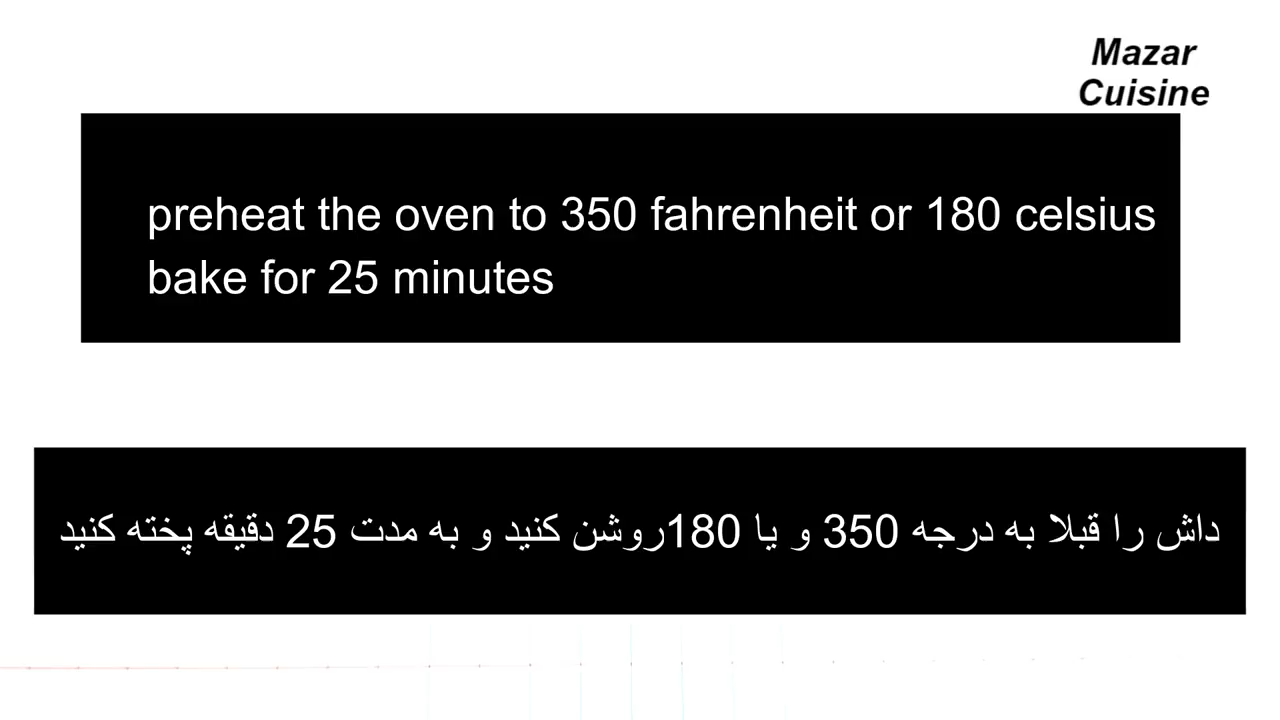 Mazar
Cuisine
preheat the oven to 350 fahrenheit or 180 celsius
bake for 25 minutes
داش را قبلا به درجه 350 و یا 180روشن کنید و به مدت 25 دقیقه پخته کنید